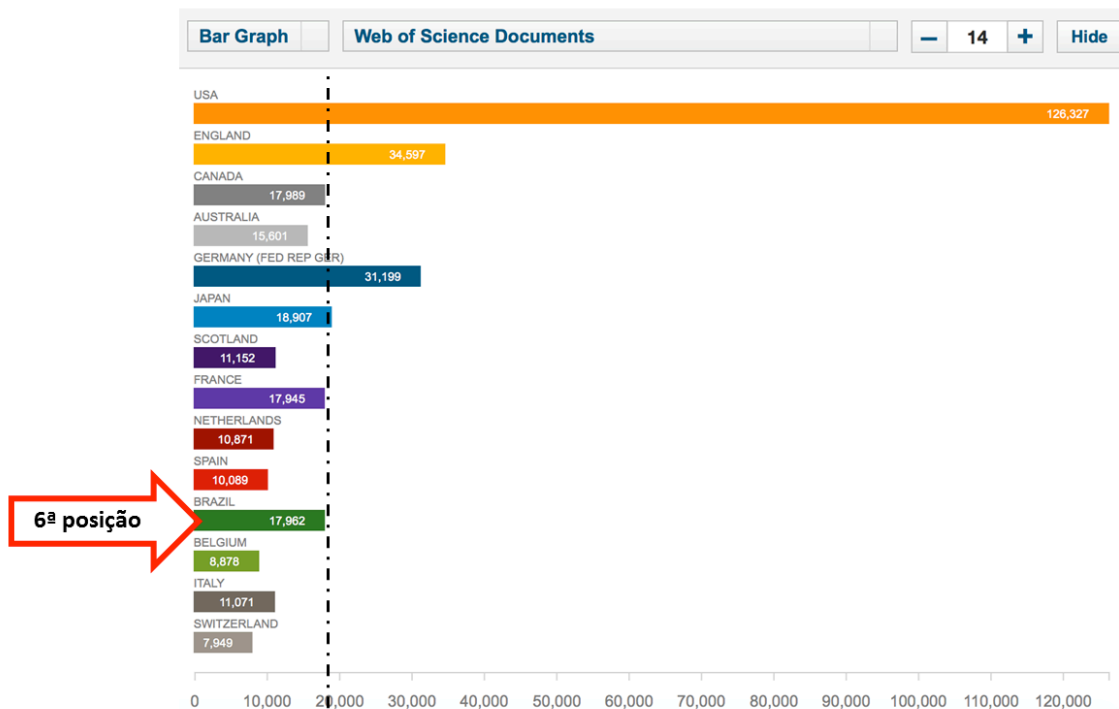 Bar Graph
Web of Science Documents
— 14 +
Hide
USA
126,327
ENGLAND
34,597
CANADA
17,989
AUSTRALIA
15,601
GERMANY (FED REP GER)
31,199
JAPAN
18,907
SCOTLAND
11,152
FRANCE
17,945
NETHERLANDS
10,871
SPAIN
10,089
6ª posição
BRAZIL
17,962
BELGIUM
8,878
ITALY
11,071
SWITZERLAND
7,949
0 10,000 20,000 30,000 40,000 50,000 60,000 70,000 80,000 90,000 100,000 110,000 120,000